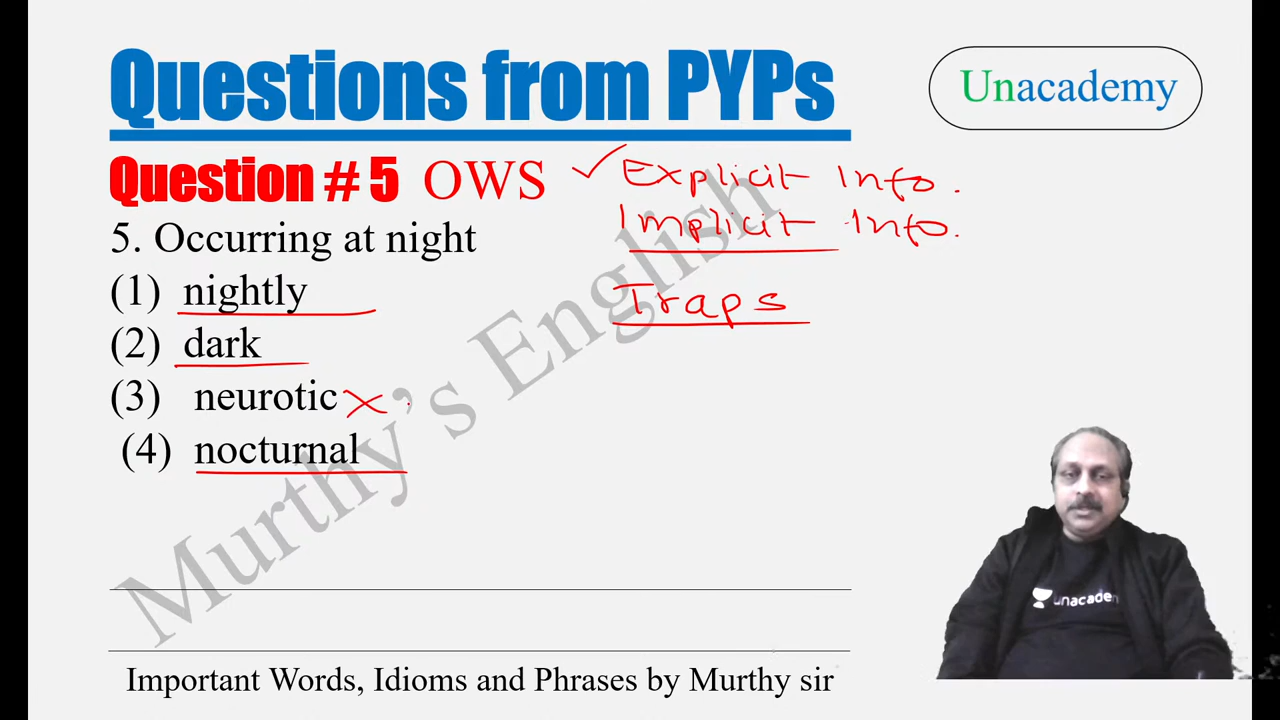 Questions from PYPs
Unacademy
Question # 5 OWS
Explicit Info.
Implicit Info.
Traps
5. Occurring at night
(1) nightly
(2) dark
(3) neurotic
(4) nocturnal
Murthy's English
unacadem
Important Words, Idioms and Phrases by Murthy sir